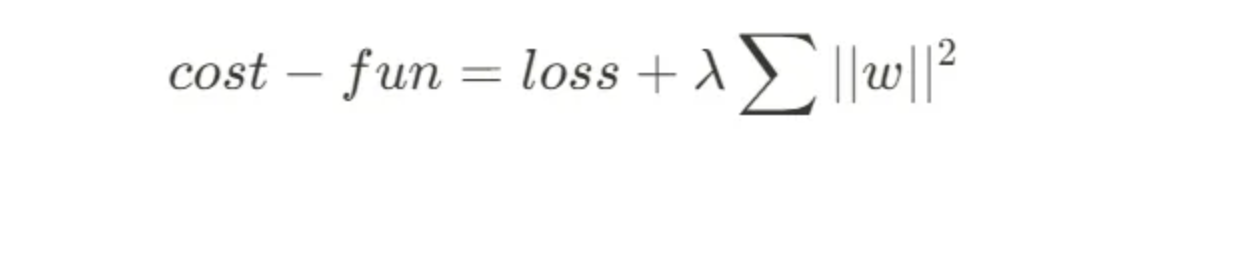 cost − fun = loss + λ∑||w||²